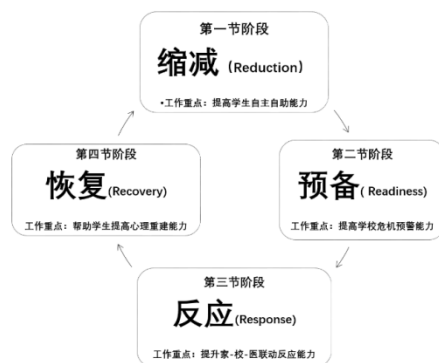 第一节阶段
缩减（Reduction）
•工作重点：提高学生自主自助能力
第二节阶段
预备( Readiness)
工作重点：提高学校危机预警能力
第三节阶段
反应(Response)
工作重点：提升家-校-医联动反应能力
第四节阶段
恢复(Recovery)
工作重点：帮助学生提高心理重建能力